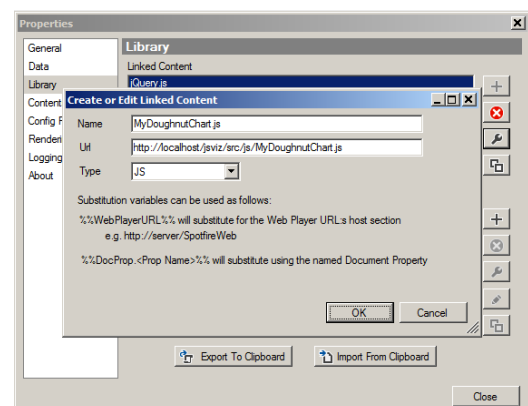 Properties
General
Data
Library
Content
Config
Logging
About
Library
Linked Content
jQuery.js
Create or Edit Linked Content
Name
MyDoughnutChart.js
Url
http://localhost/jsviz/src/js/MyDoughnutChart.js
Type
JS
Substitution variables can be used as follows:
%%WebPlayerURL%% will substitute for the Web Player URL:s host section
e.g. http://server/SpotfireWeb
%%DocProp.<Prop Name>%% will substitute using the named Document Property
OK
Cancel
Export To Clipboard
Import From Clipboard
Close